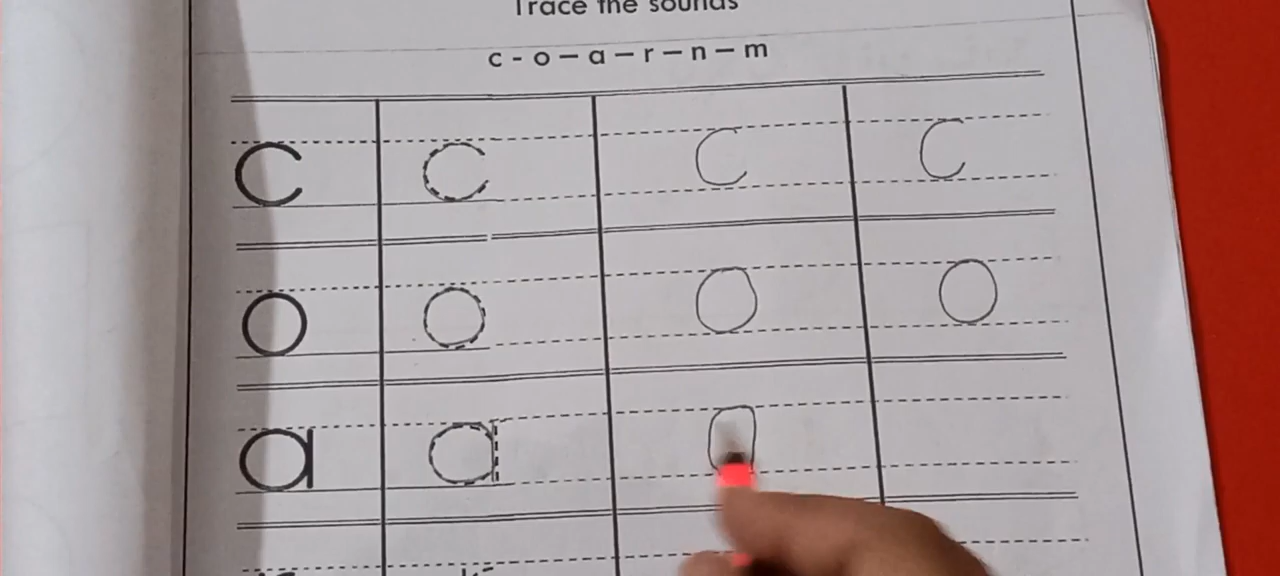 Trace the sounds
c - o – a – r – n – m
c c c c
o o o o
a a